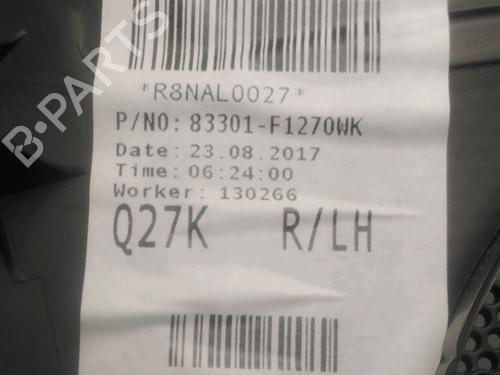 B-PARTS
*R8NAL0027*
P/NO: 83301-F1270WK
Date: 23.08.2017
Time: 06:24:00
Worker: 130266
Q27K R/LH